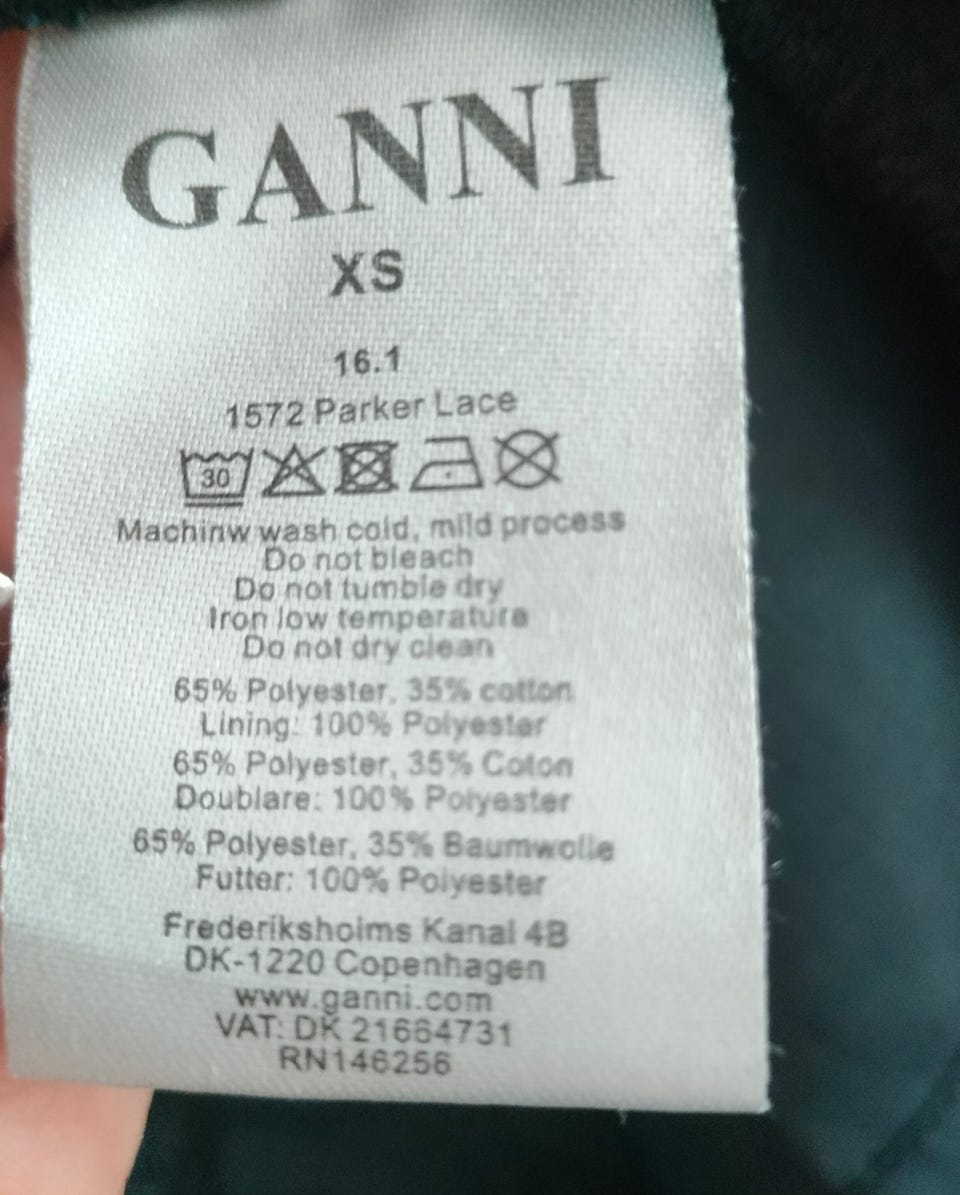 GANNI
XS
16.1
1572 Parker Lace
30
Machinw wash cold, mild process
Do not bleach
Do not tumble dry
Iron low temperature
Do not dry clean
65% Polyester, 35% cotton
Lining: 100% Polyester
65% Polyester, 35% Coton
Doublare: 100% Polyester
65% Polyester, 35% Baumwolle
Futter: 100% Polyester
Frederiksholms Kanal 4B
DK-1220 Copenhagen
www.ganni.com
VAT: DK 21664731
RN146256